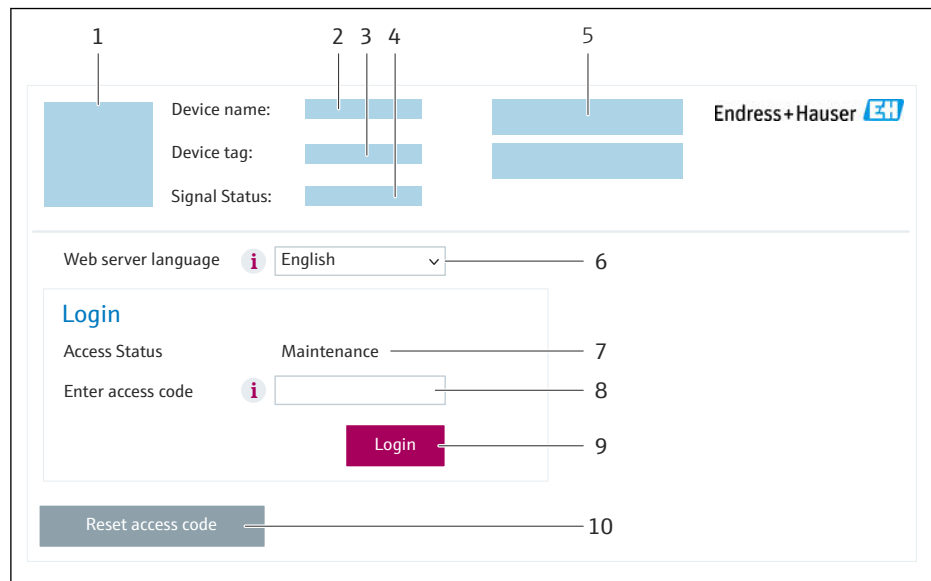 1 2 3 4 5
Device name:
Endress+Hauser EH
Device tag:
Signal Status:
Web server language i English 6
Login
Access Status Maintenance 7
Enter access code i 8
Login 9
Reset access code 10